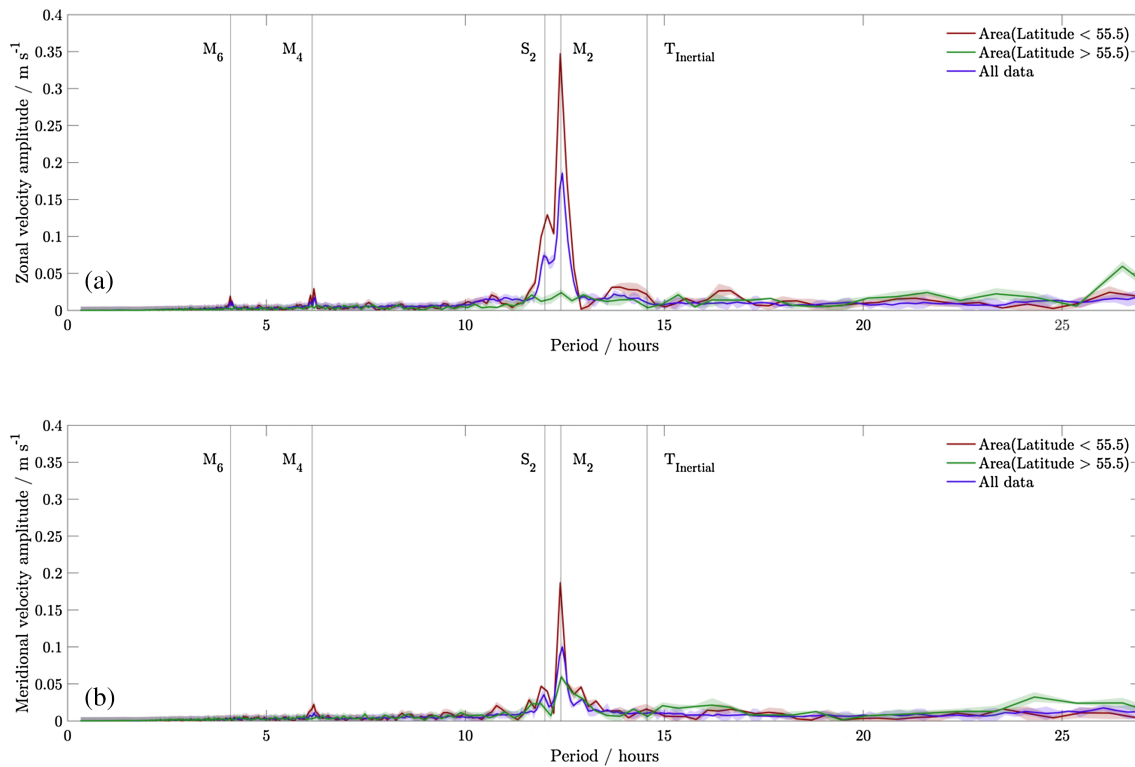 0.4
0.35
0.3
0.25
0.2
0.15
0.1
0.05
0
Zonal velocity amplitude / m s-1
M6 M4 S2 M2 TInertial
Area(Latitude < 55.5)
Area(Latitude > 55.5)
All data
(a)
0 5 10 15 20 25
Period / hours
0.4
0.35
0.3
0.25
0.2
0.15
0.1
0.05
0
Meridional velocity amplitude / m s-1
M6 M4 S2 M2 TInertial
Area(Latitude < 55.5)
Area(Latitude > 55.5)
All data
(b)
0 5 10 15 20 25
Period / hours